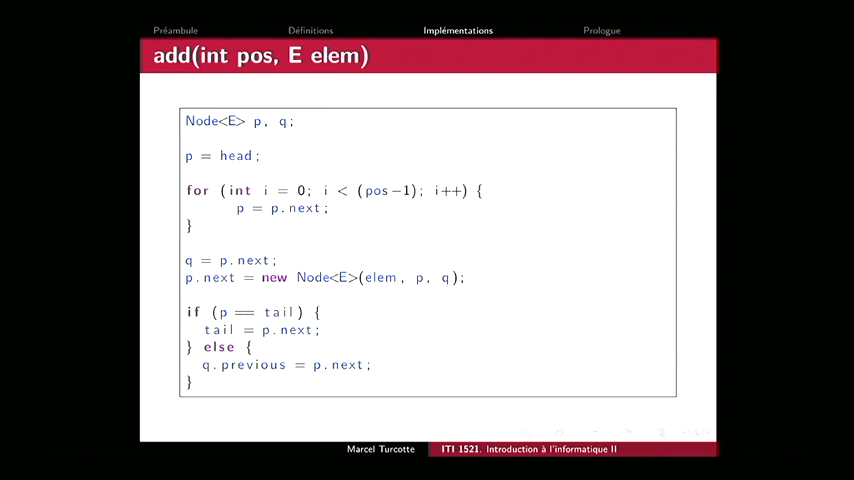 Préambule Définitions Implémentations Prologue
add(int pos, E elem)
Node<E> p, q;
p = head;
for (int i = 0; i < (pos-1); i++) {
p = p.next;
}
q = p.next;
p.next = new Node<E>(elem, p, q);
if (p == tail) {
tail = p.next;
} else {
q.previous = p.next;
}
Marcel Turcotte ITI 1521. Introduction à l'informatique II